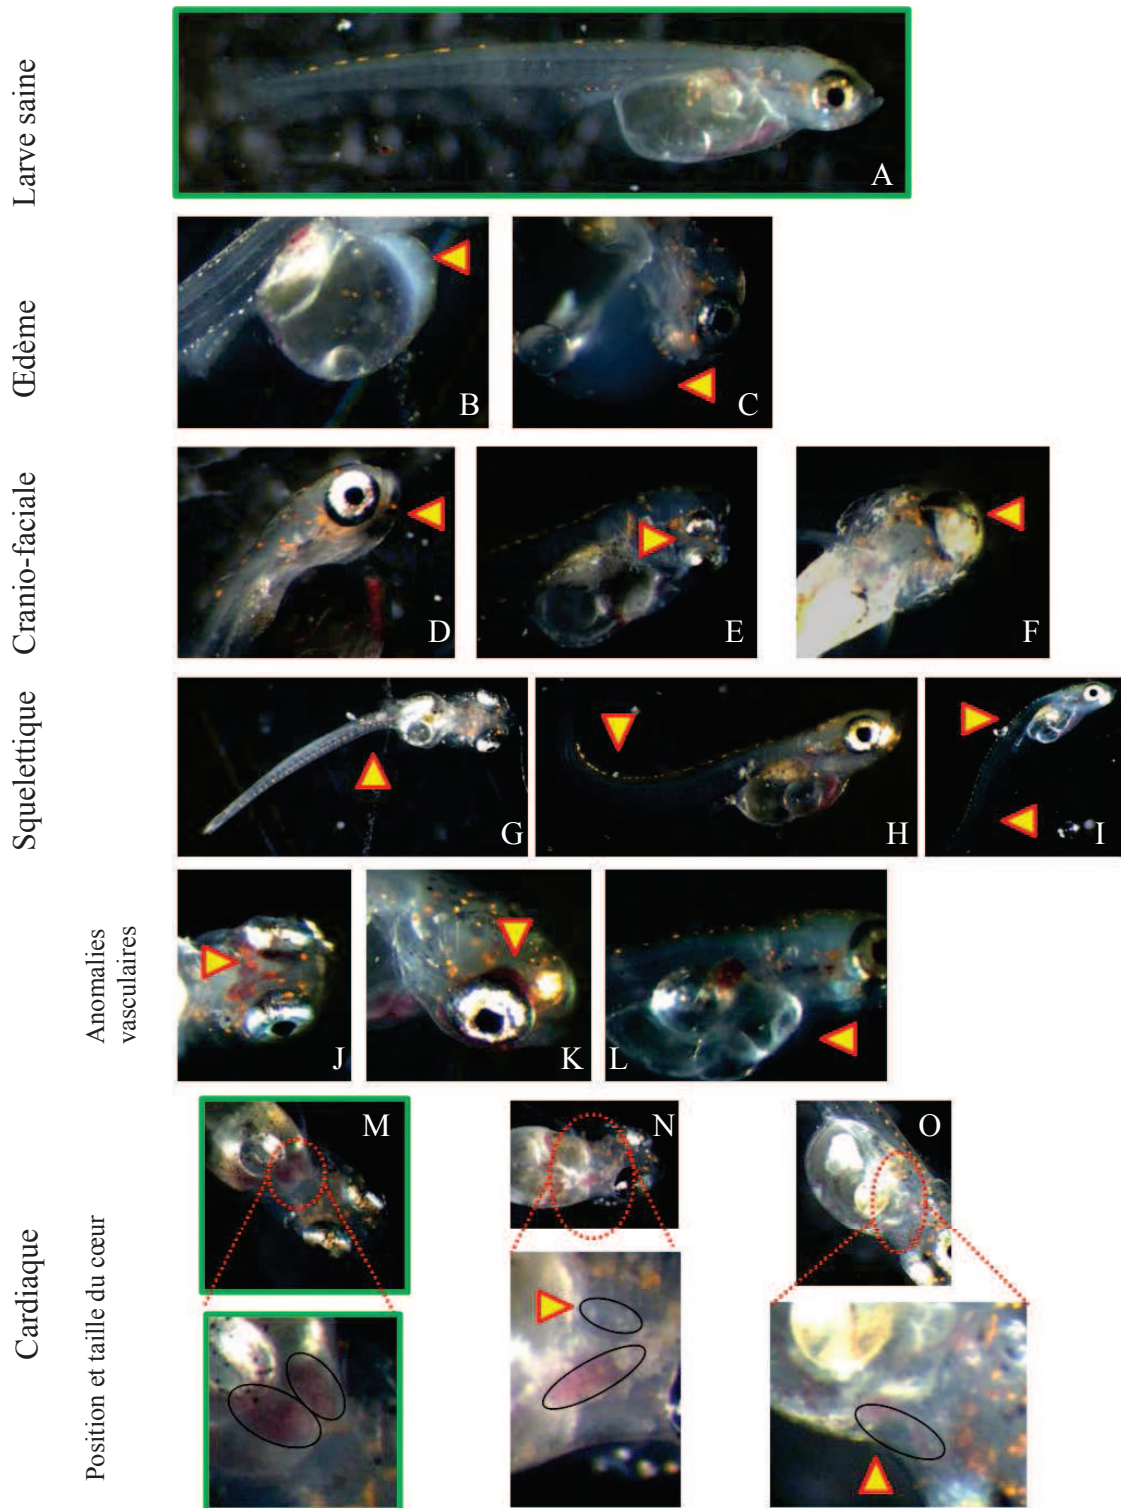 Larve saine
A
Œdème
B
C
Cranio-faciale
D
E
F
Squelettique
G
H
I
Anomalies
vasculaires
J
K
L
Cardiaque
Position et taille du cœur
M
N
O